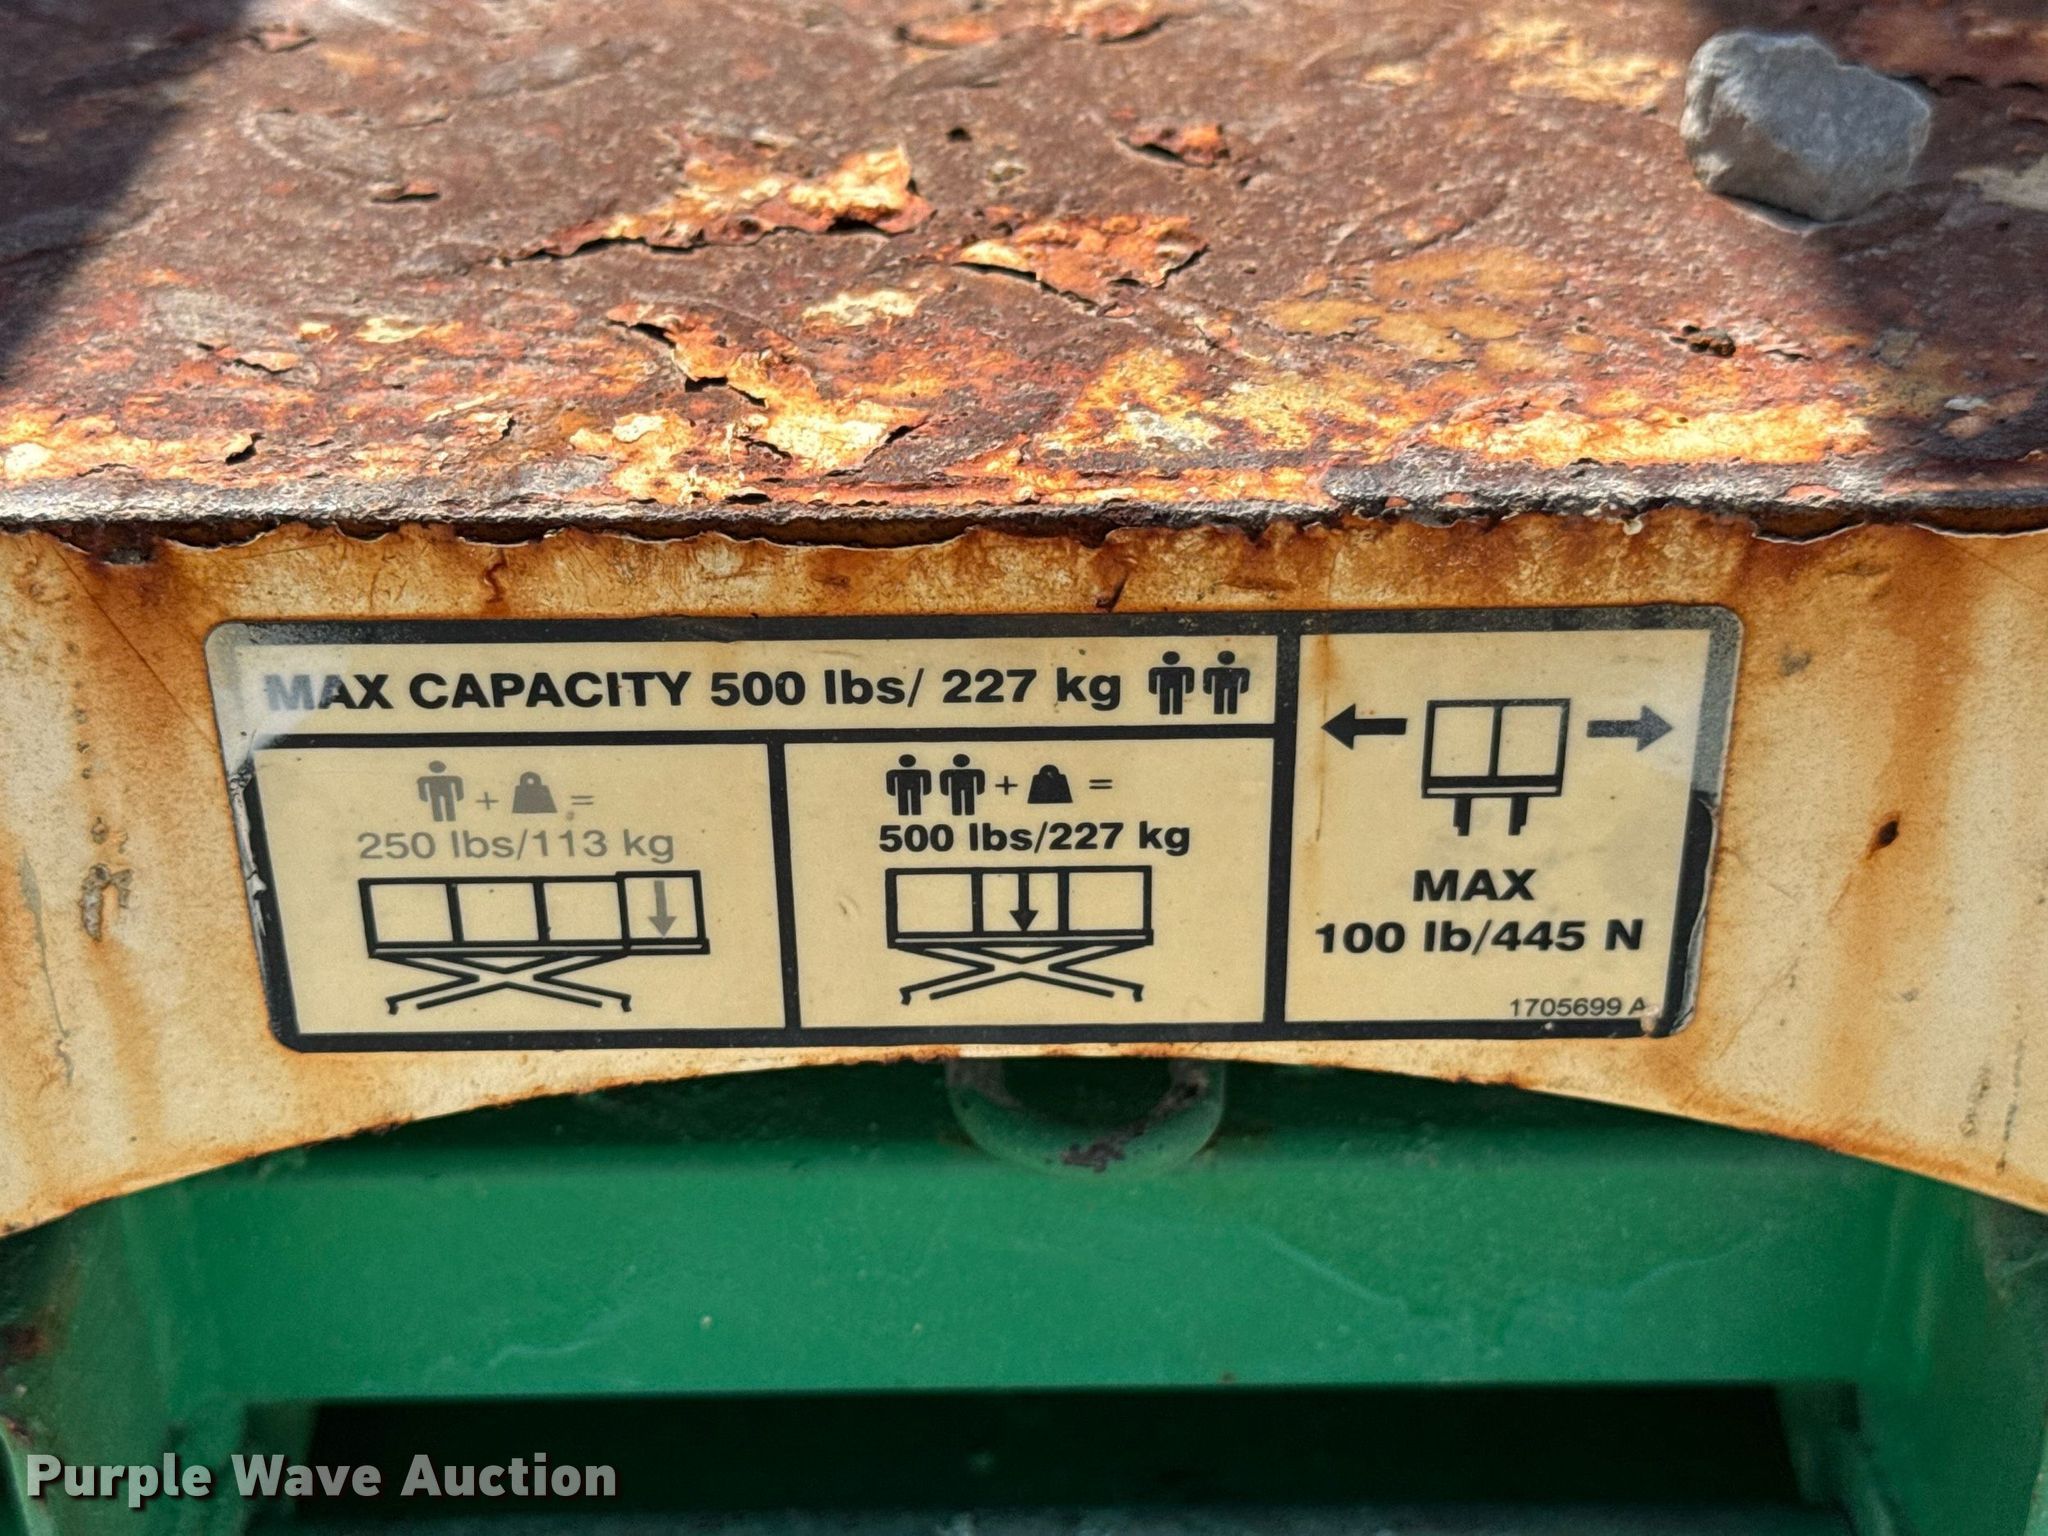 MAX CAPACITY 500 lbs/ 227 kg
+ =
250 lbs/113 kg
+ =
500 lbs/227 kg
MAX
100 lb/445 N
1705699 A
Purple Wave Auction